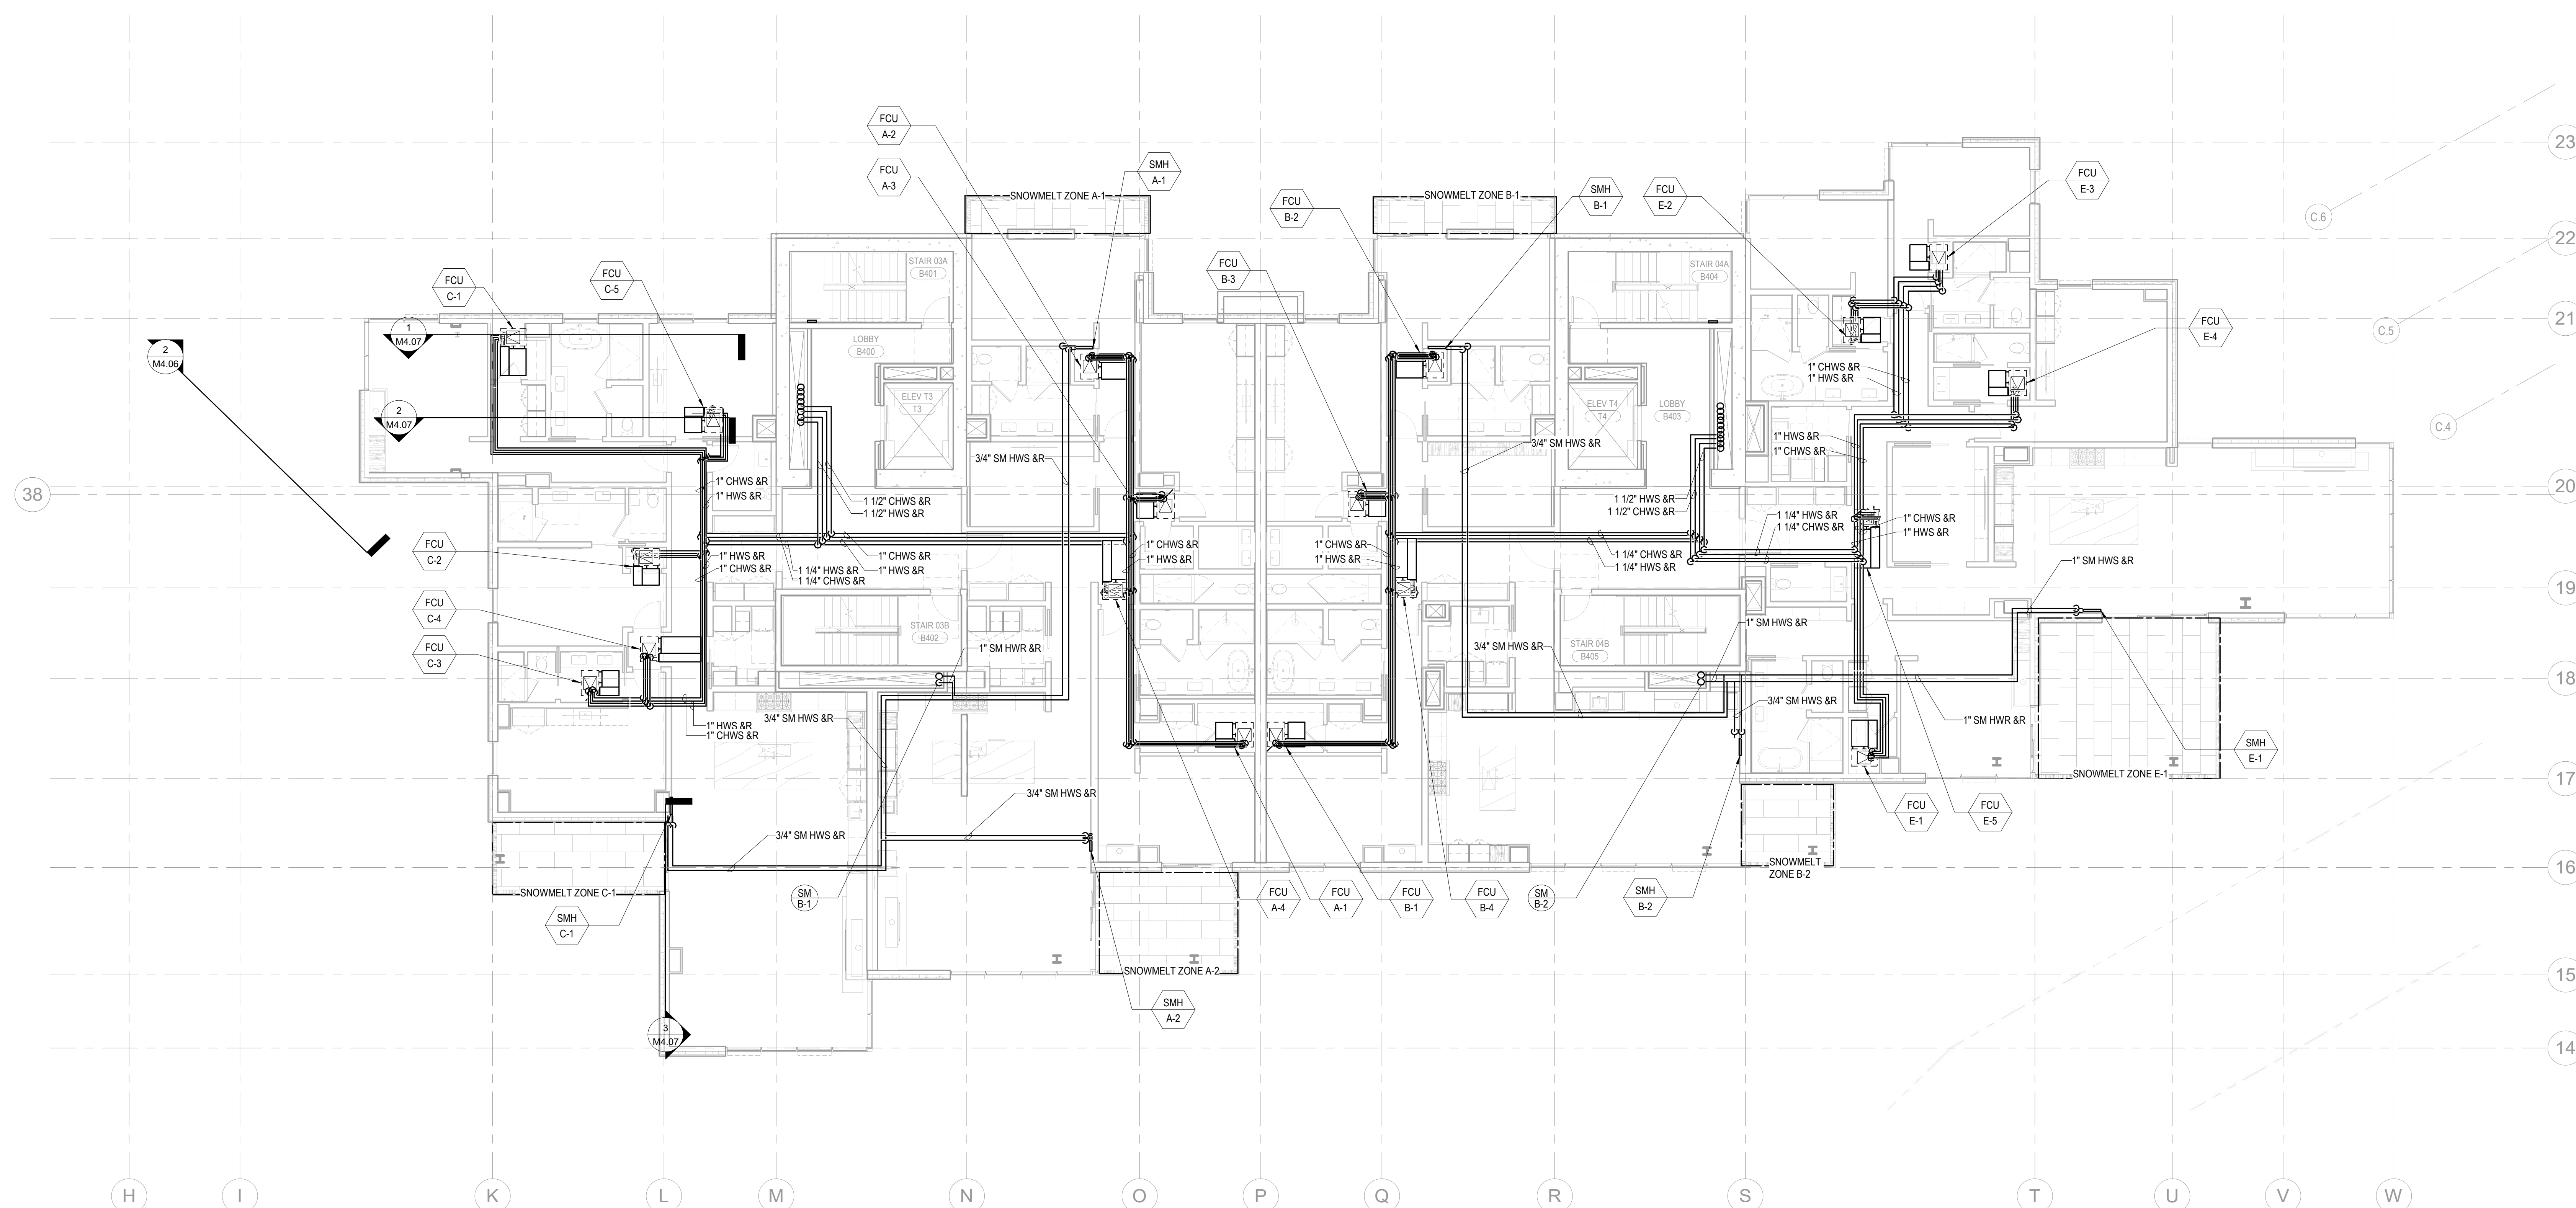 FCU
A-2
FCU
A-3
SMH
A-1
SNOWMELT ZONE A-1
FCU
B-2
SNOWMELT ZONE B-1
SMH
B-1
FCU
E-2
FCU
E-3
23
C.6
22
FCU
C-1
FCU
C-5
STAIR 03A
B401
FCU
B-3
STAIR 04A
B404
21
C.5
FCU
E-4
1
M4.07
2
M4.06
LOBBY
B400
1" CHWS &R
1" HWS &R
2
M4.07
ELEV T3
T3
ELEV T4
T4
LOBBY
B403
C.4
3/4" SM HWS &R
3/4" SM HWS &R
1" HWS &R
1" CHWS &R
38
20
1" CHWS &R
1" HWS &R
1 1/2" CHWS &R
1 1/2" HWS &R
1 1/2" HWS &R
1 1/2" CHWS &R
1 1/4" HWS &R
1 1/4" CHWS &R
1" CHWS &R
1" HWS &R
FCU
C-2
1" HWS &R
1" CHWS &R
1 1/4" HWS &R
1 1/4" CHWS &R
1" CHWS &R
1" HWS &R
1" CHWS &R
1" HWS &R
1" CHWS &R
1" HWS &R
1 1/4" CHWS &R
1 1/4" HWS &R
1" SM HWS &R
19
FCU
C-4
STAIR 03B
B402
1" SM HWR &R
3/4" SM HWS &R
STAIR 04B
B405
1" SM HWS &R
FCU
C-3
18
1" HWS &R
1" CHWS &R
3/4" SM HWS &R
3/4" SM HWS &R
1" SM HWR &R
SMH
E-1
SNOWMELT ZONE E-1
17
3/4" SM HWS &R
FCU
E-1
FCU
E-5
3/4" SM HWS &R
SNOWMELT
ZONE B-2
16
SNOWMELT ZONE C-1
SM
B-1
FCU
A-4
FCU
A-1
FCU
B-1
FCU
B-4
SM
B-2
SMH
B-2
SMH
C-1
SNOWMELT ZONE A-2
15
SMH
A-2
3
M4.07
14
H
I
K
L
M
N
O
P
Q
R
S
T
U
V
W